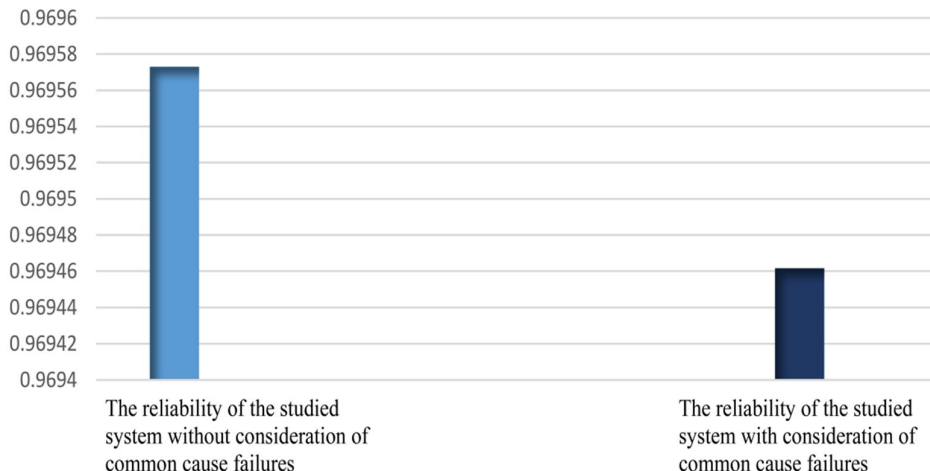 0.9696
0.96958
0.96956
0.96954
0.96952
0.9695
0.96948
0.96946
0.96944
0.96942
0.9694
The reliability of the studied
system without consideration of
common cause failures
The reliability of the studied
system with consideration of
common cause failures